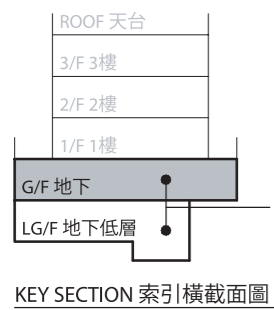 ROOF 天台
3/F 3樓
2/F 2樓
1/F 1樓
G/F 地下
LG/F 地下低層
KEY SECTION 索引橫截面圖